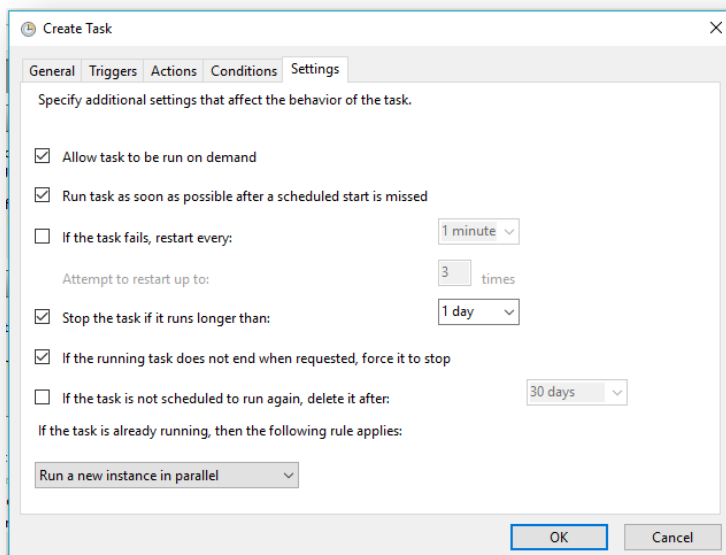 Create Task
General Triggers Actions Conditions Settings
Specify additional settings that affect the behavior of the task.
Allow task to be run on demand
Run task as soon as possible after a scheduled start is missed
If the task fails, restart every: 1 minute
Attempt to restart up to: 3 times
Stop the task if it runs longer than: 1 day
If the running task does not end when requested, force it to stop
If the task is not scheduled to run again, delete it after: 30 days
If the task is already running, then the following rule applies:
Run a new instance in parallel
OK Cancel